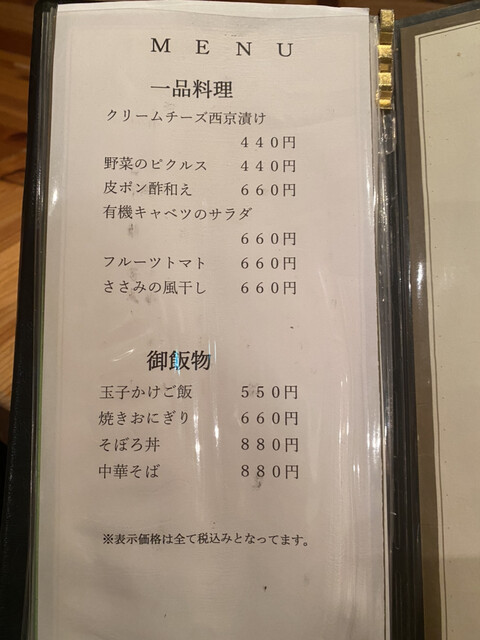 ＭＥＮＵ
一品料理
クリームチーズ西京漬け
４４０円
野菜のピクルス　４４０円
皮ポン酢和え　６６０円
有機キャベツのサラダ
６６０円
フルーツトマト　６６０円
ささみの風干し　６６０円
御飯物
玉子かけご飯　５５０円
焼きおにぎり　６６０円
そぼろ丼　８８０円
中華そば　８８０円
※表示価格は全て税込みとなってます。